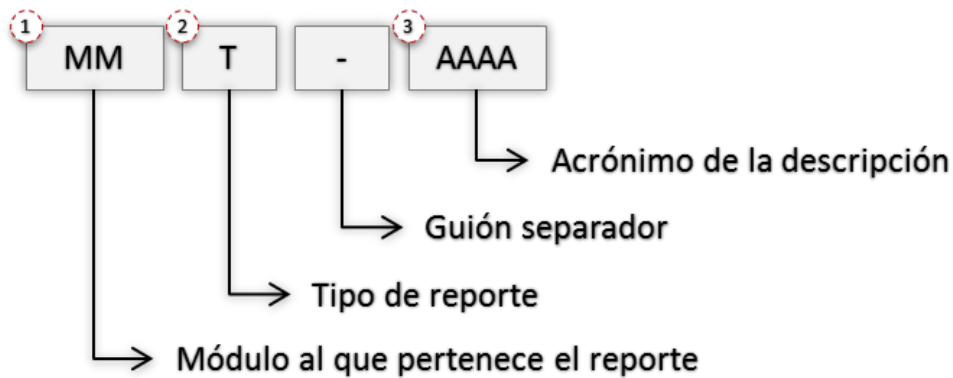 1 2 3
MM T - AAAA
Acrónimo de la descripción
Guión separador
Tipo de reporte
Módulo al que pertenece el reporte